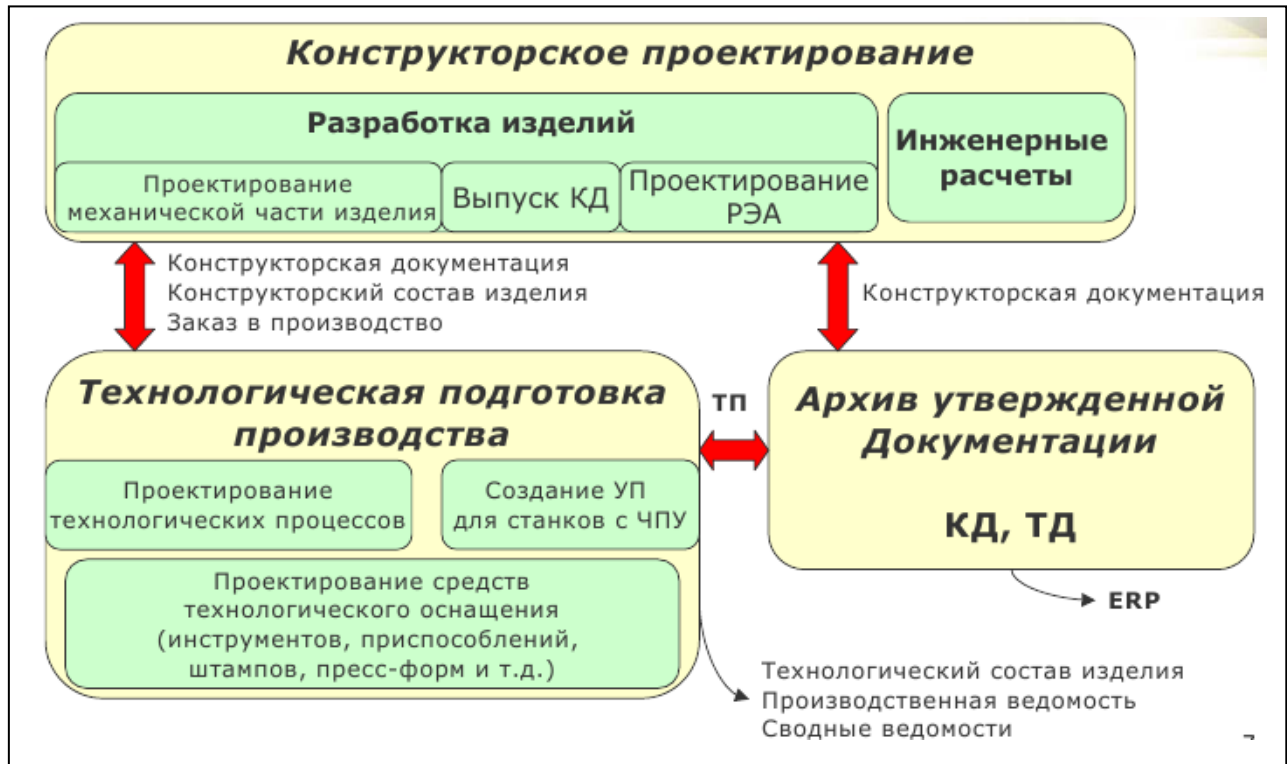 Конструкторское проектирование
Разработка изделий
Инженерные
расчеты
Проектирование
механической части изделия
Выпуск КД
Проектирование
РЭА
Конструкторская документация
Конструкторский состав изделия
Заказ в производство
Конструкторская документация
Технологическая подготовка
производства
ТП
Архив утвержденной
Документации
Проектирование
технологических процессов
Создание УП
для станков с ЧПУ
КД, ТД
Проектирование средств
технологического оснащения
(инструментов, приспособлений,
штампов, пресс-форм и т.д.)
ERP
Технологический состав изделия
Производственная ведомость
Сводные ведомости